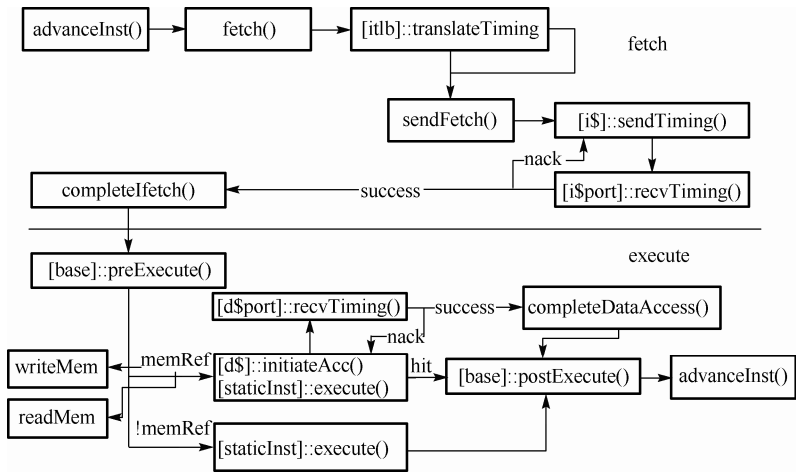 advanceInst()
fetch()
[itlb]::translateTiming
fetch
sendFetch()
[i$]::sendTiming()
nack
completeIfetch()
success
[i$port]::recvTiming()
execute
[base]::preExecute()
[d$port]::recvTiming()
success
completeDataAccess()
nack
writeMem
memRef
[d$]::initiateAcc()
[staticInst]::execute()
hit
[base]::postExecute()
advanceInst()
readMem
!memRef
[staticInst]::execute()